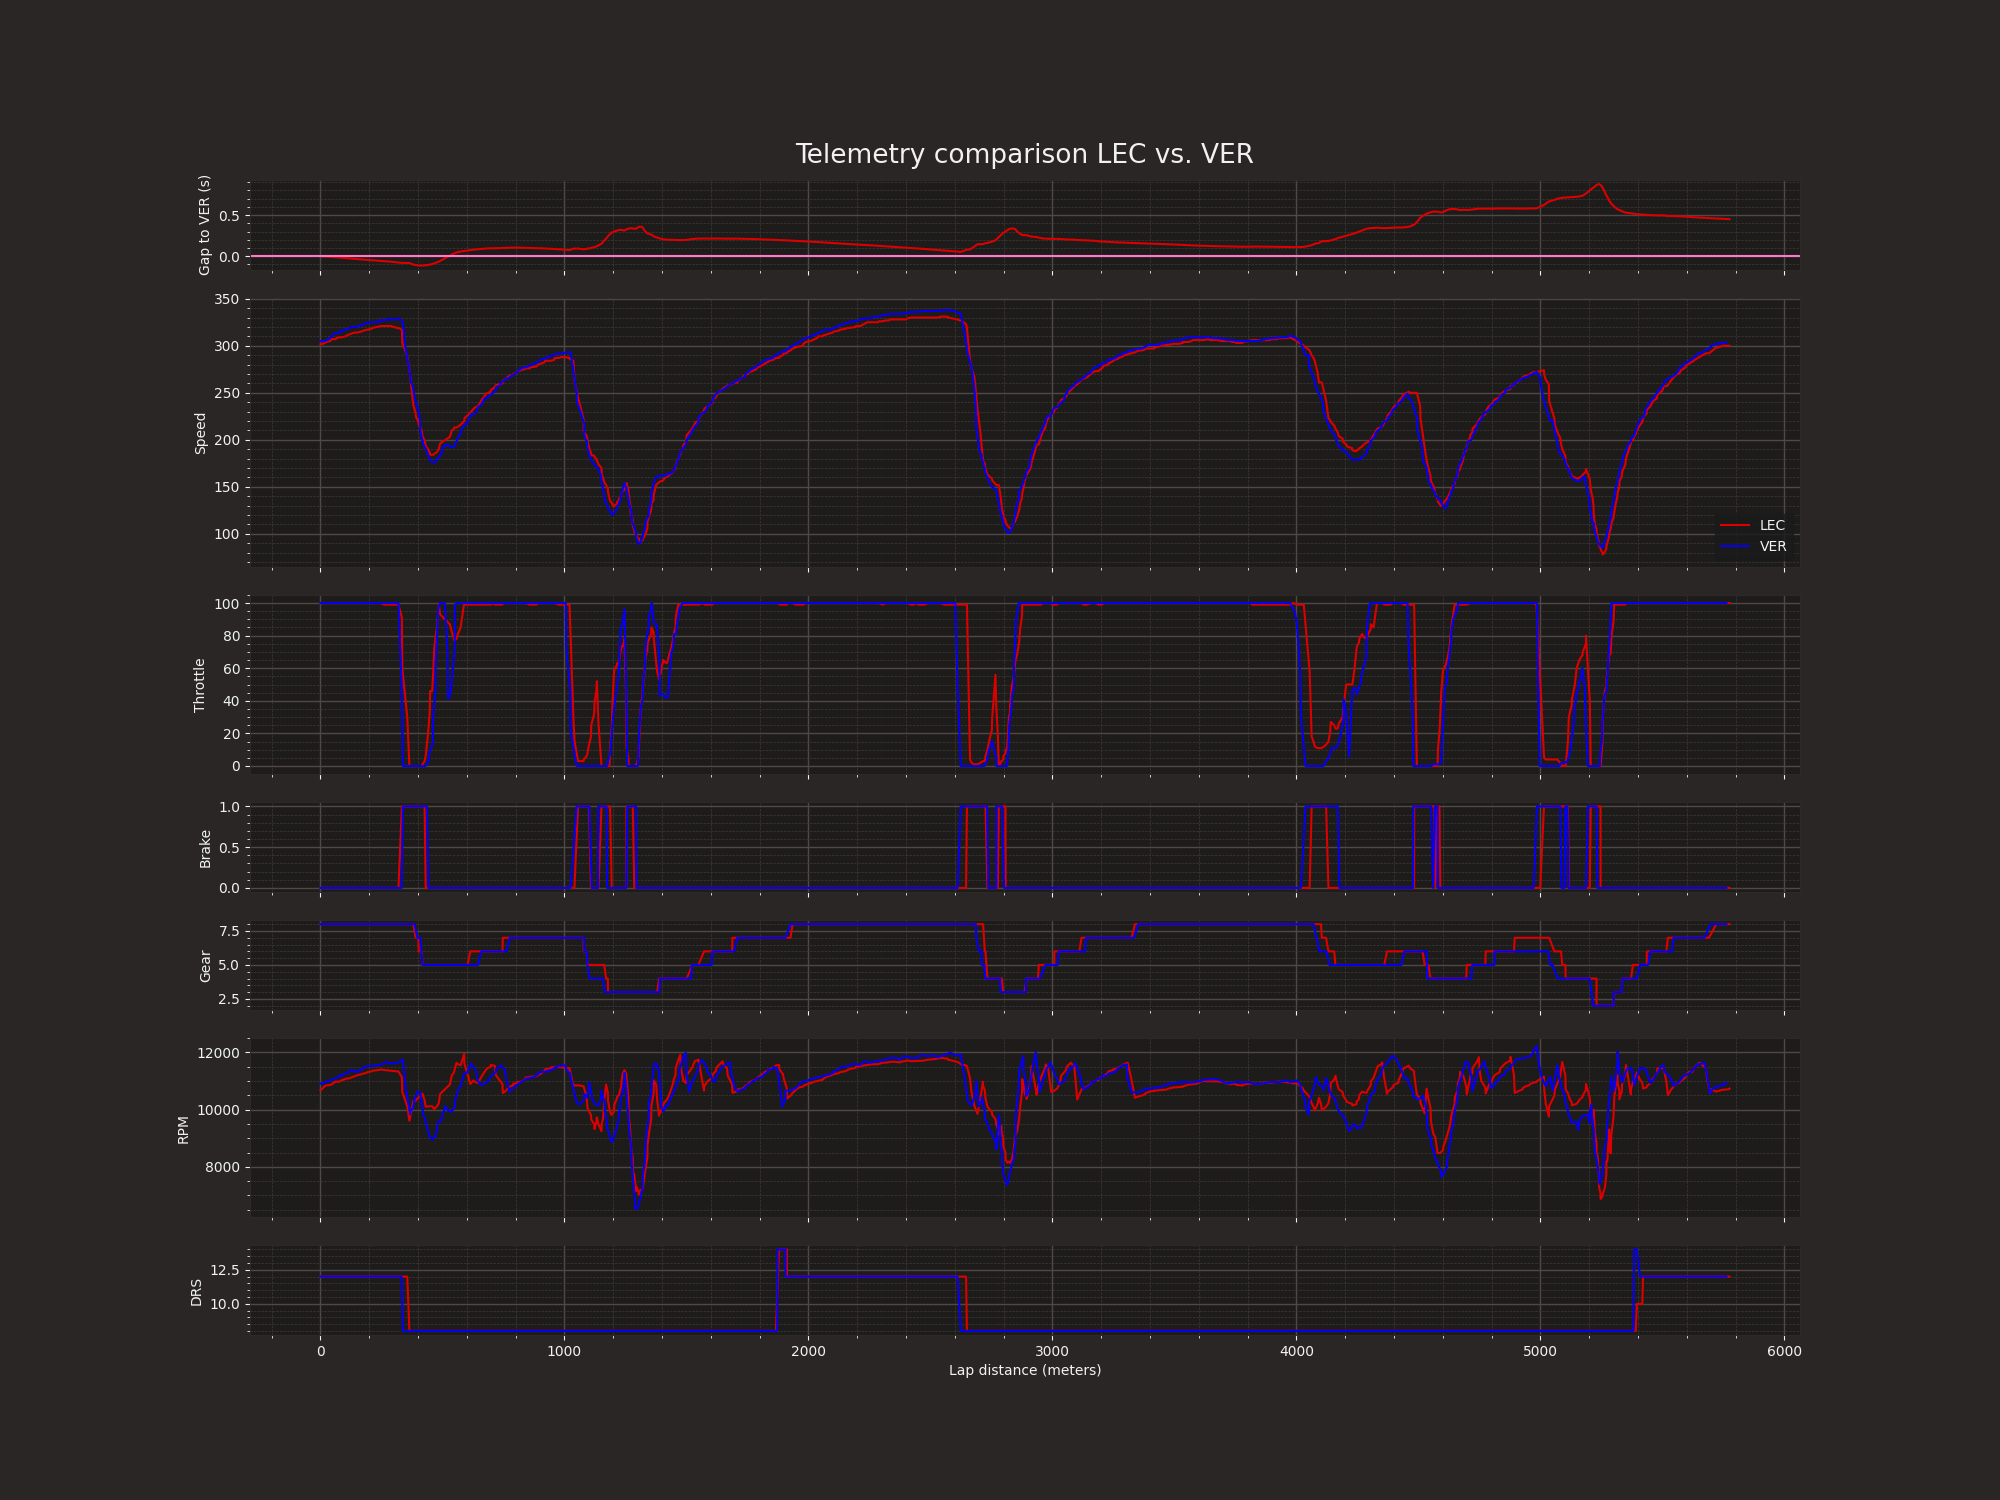 Telemetry comparison LEC vs. VER
Gap to VER (s)
0.5
0.0
Speed
350
300
250
200
150
100
LEC
VER
Throttle
100
80
60
40
20
0
Brake
1.0
0.5
0.0
Gear
7.5
5.0
2.5
RPM
12000
10000
8000
DRS
12.5
10.0
0 1000 2000 3000 4000 5000 6000
Lap distance (meters)